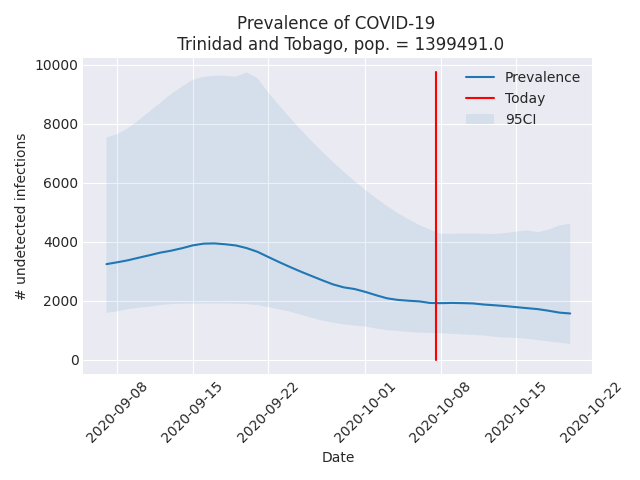 Prevalence of COVID-19
Trinidad and Tobago, pop. = 1399491.0
10000
8000
6000
4000
2000
0
# undetected infections
Prevalence
Today
95CI
2020-09-08
2020-09-15
2020-09-22
2020-10-01
2020-10-08
2020-10-15
2020-10-22
Date